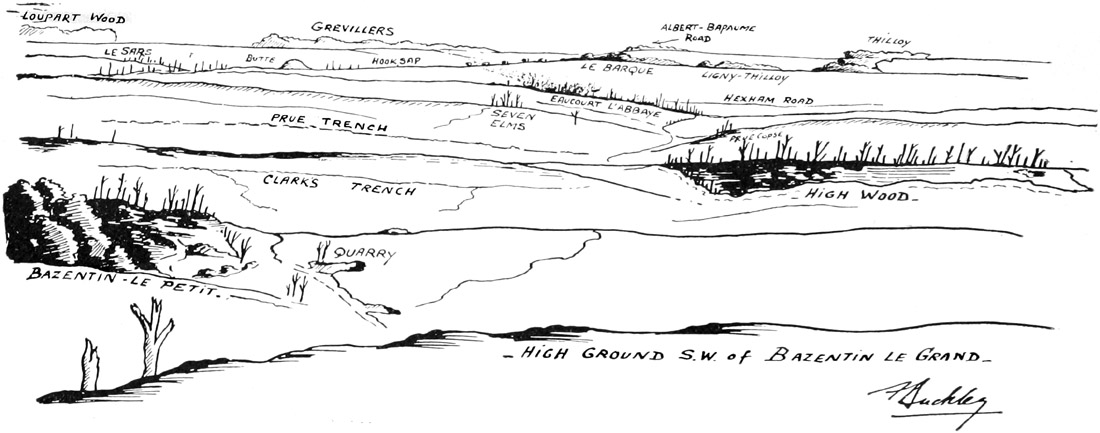 LOUPART WOOD
GREVILLERS
ALBERT-BAPAUME
ROAD
THILLOY
LE SARS
BUTTE
HOOK SAP
LE BARQUE
LIGNY-THILLOY
EAUCOURT L'ABBAYE
HEXHAM ROAD
SEVEN
ELMS
PRUE TRENCH
PRUE COPSE
CLARKS TRENCH
HIGH WOOD-
QUARRY
BAZENTIN-LE PETIT.
- HIGH GROUND S.W. of BAZENTIN LE GRAND-
F Buckley